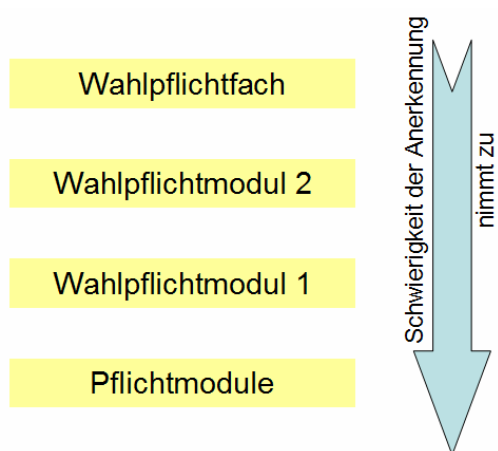 Wahlpflichtfach
Wahlpflichtmodul 2
Wahlpflichtmodul 1
Pflichtmodule
Schwierigkeit der Anerkennung
nimmt zu